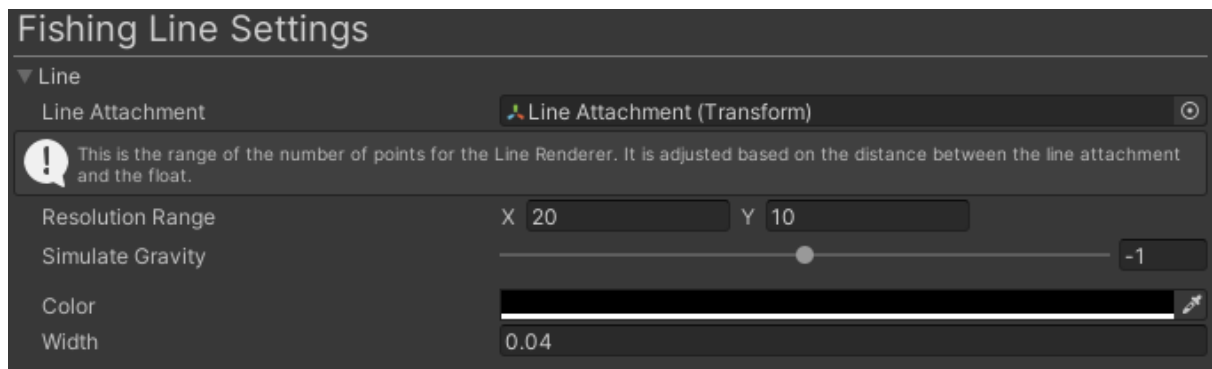 Fishing Line Settings
Line
Line Attachment Line Attachment (Transform)
This is the range of the number of points for the Line Renderer. It is adjusted based on the distance between the line attachment
and the float.
Resolution Range X 20 Y 10
Simulate Gravity -1
Color
Width 0.04